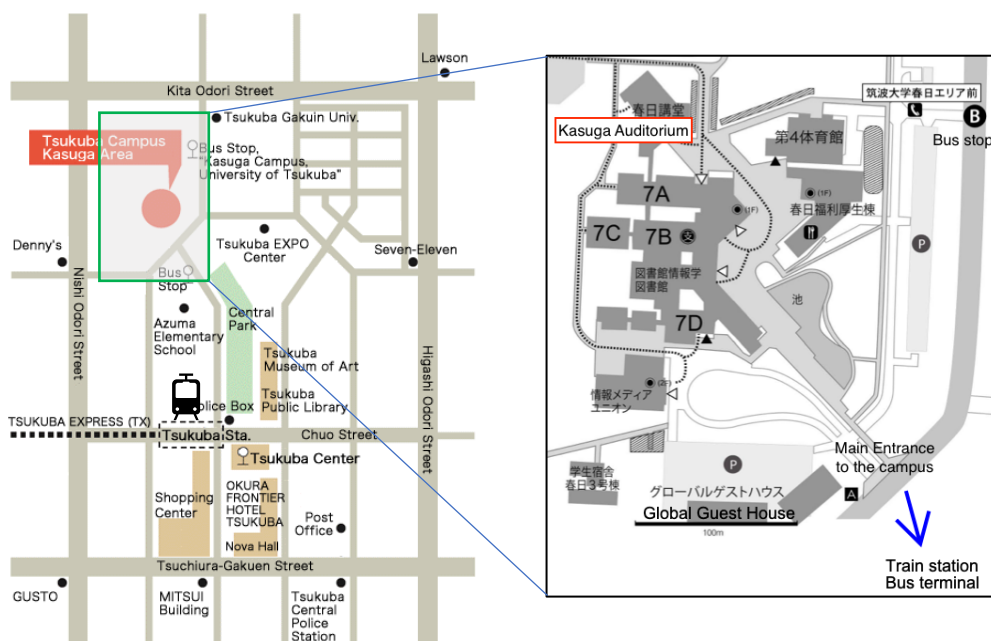 Lawson
Kita Odori Street
Tsukuba Gakuin Univ.
Tsukuba Campus
Kasuga Area
Bus Stop,
"Kasuga Campus,
University of Tsukuba"
Denny's
Tsukuba EXPO
Center
Seven-Eleven
Bus
Stop
Nishi Odori Street
Azuma
Elementary
School
Central
Park
Tsukuba
Museum of Art
Tsukuba
Public Library
Higashi Odori Street
Police Box
TSUKUBA EXPRESS (TX)
Tsukuba Sta.
Chuo Street
Tsukuba Center
Shopping
Center
OKURA
FRONTIER
HOTEL
TSUKUBA
Post
Office
Nova Hall
Tsuchiura-Gakuen Street
GUSTO
MITSUI
Building
Tsukuba
Central
Police
Station
春日講堂
Kasuga Auditorium
筑波大学春日エリア前
B
Bus stop
第4体育館
7A
(1F)
(1F)
春日福利厚生棟
7C
7B
P
図書館情報学
図書館
池
7D
(2F)
情報メディア
ユニオン
Main Entrance
to the campus
P
学生宿舎
春日3号棟
グローバルゲストハウス
A
Global Guest House
100m
Train station
Bus terminal